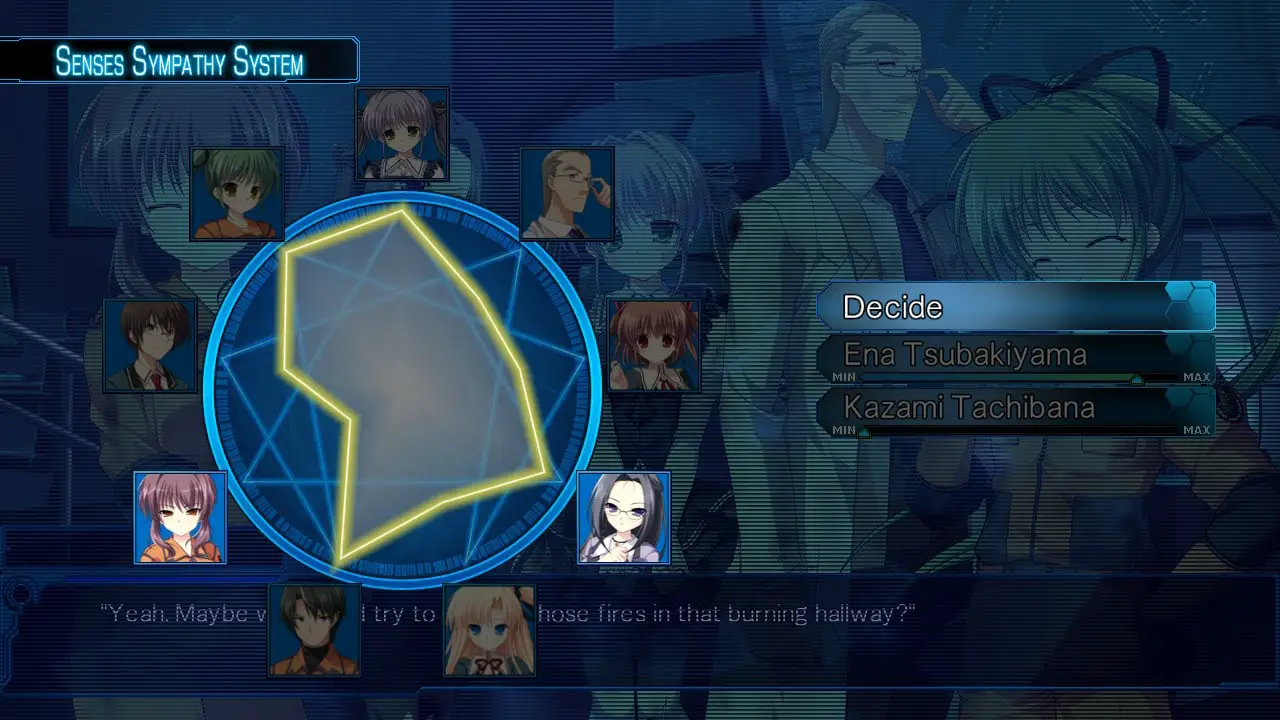 Senses Sympathy System
Decide
Ena Tsubakiyama
MIN MAX
Kazami Tachibana
MIN MAX
"Yeah. Maybe I try to hose fires in that burning hallway?"